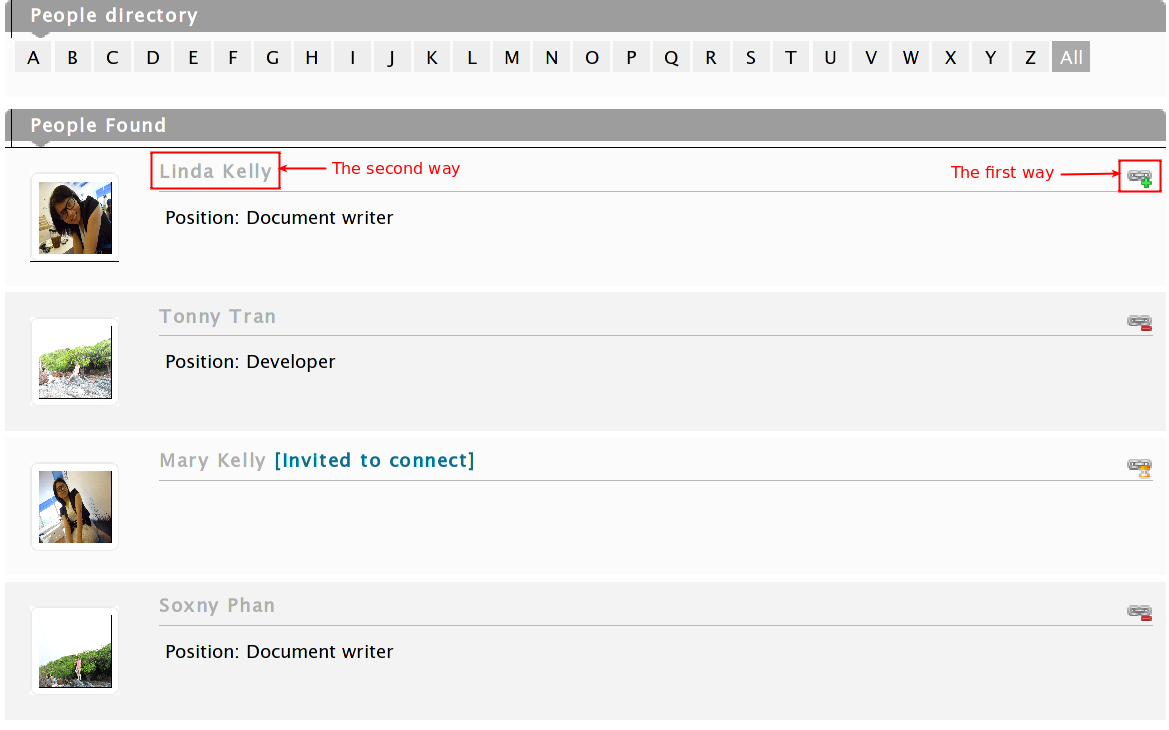 People directory
A B C D E F G H I J K L M N O P Q R S T U V W X Y Z All
People Found
Linda Kelly The second way The first way
Position: Document writer
Tonny Tran
Position: Developer
Mary Kelly [Invited to connect]
Soxny Phan
Position: Document writer